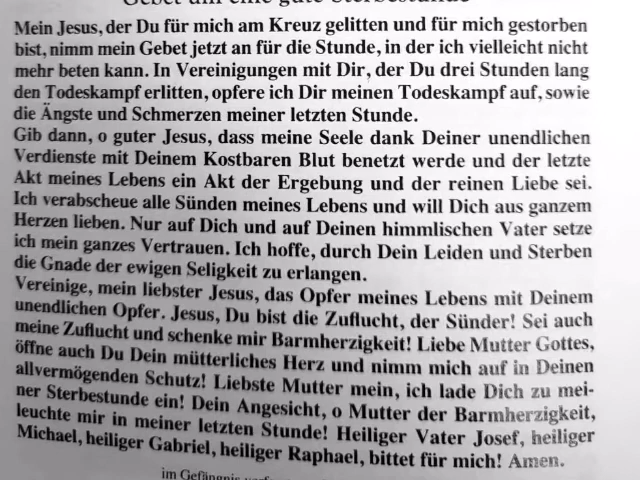 Gebet um eine gute Sterbestunde
Mein Jesus, der Du für mich am Kreuz gelitten und für mich gestorben
bist, nimm mein Gebet jetzt an für die Stunde, in der ich vielleicht nicht
mehr beten kann. In Vereinigungen mit Dir, der Du drei Stunden lang
den Todeskampf erlitten, opfere ich Dir meinen Todeskampf auf, sowie
die Ängste und Schmerzen meiner letzten Stunde.
Gib dann, o guter Jesus, dass meine Seele dank Deiner unendlichen
Verdienste mit Deinem Kostbaren Blut benetzt werde und der letzte
Akt meines Lebens ein Akt der Ergebung und der reinen Liebe sei.
Ich verabscheue alle Sünden meines Lebens und will Dich aus ganzem
Herzen lieben. Nur auf Dich und auf Deinen himmlischen Vater setze
ich mein ganzes Vertrauen. Ich hoffe, durch Dein Leiden und Sterben
die Gnade der ewigen Seligkeit zu erlangen.
Vereinige, mein liebster Jesus, das Opfer meines Lebens mit Deinem
unendlichen Opfer. Jesus, Du bist die Zuflucht, der Sünder! Sei auch
meine Zuflucht und schenke mir Barmherzigkeit! Liebe Mutter Gottes,
öffne auch Du Dein mütterliches Herz und nimm mich auf in Deinen
allvermögenden Schutz! Liebste Mutter mein, ich lade Dich zu mei-
ner Sterbestunde ein! Dein Angesicht, o Mutter der Barmherzigkeit,
leuchte mir in meiner letzten Stunde! Heiliger Vater Josef, heiliger
Michael, heiliger Gabriel, heiliger Raphael, bittet für mich! Amen.
im Gefängnis